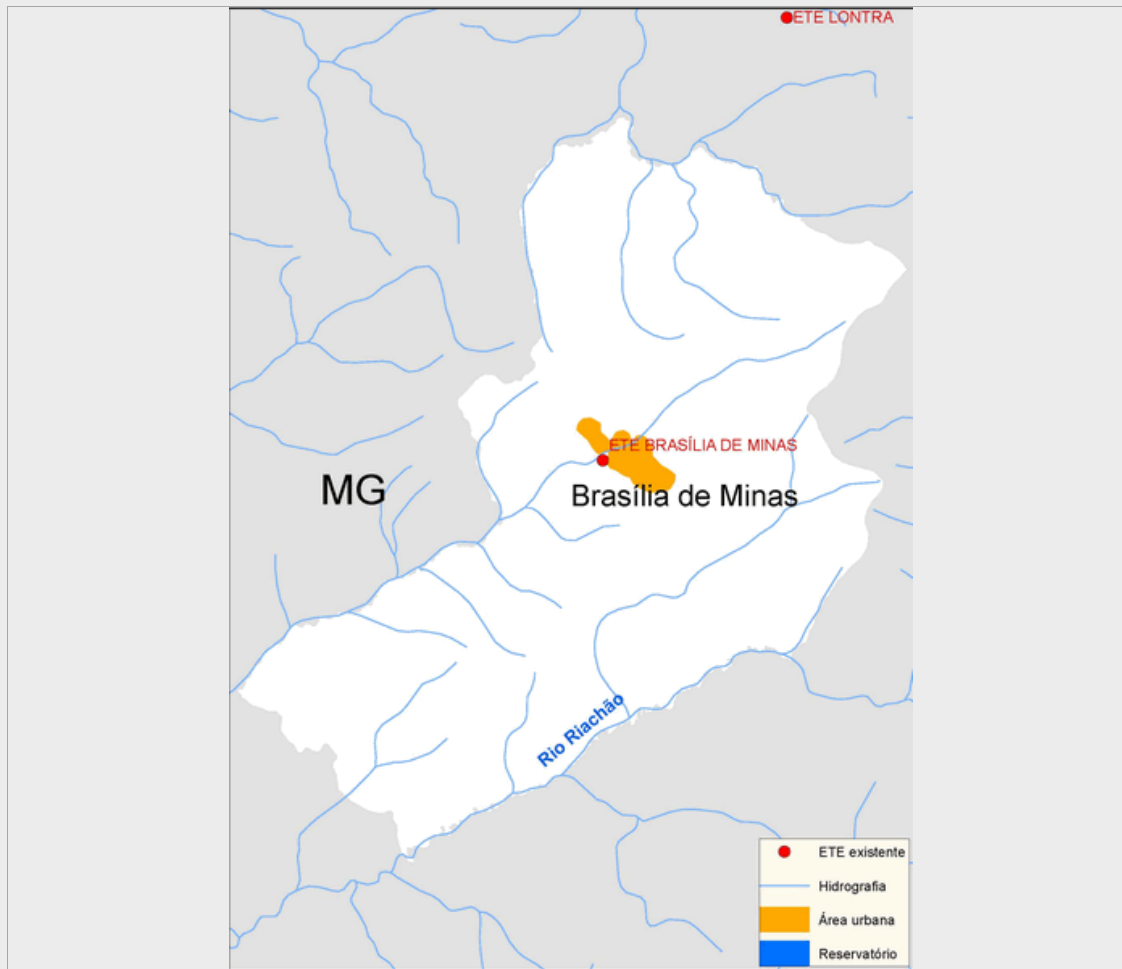 ETE LONTRA
ETE BRASÍLIA DE MINAS
MG
Brasília de Minas
Rio Riachão
ETE existente
Hidrografia
Área urbana
Reservatório